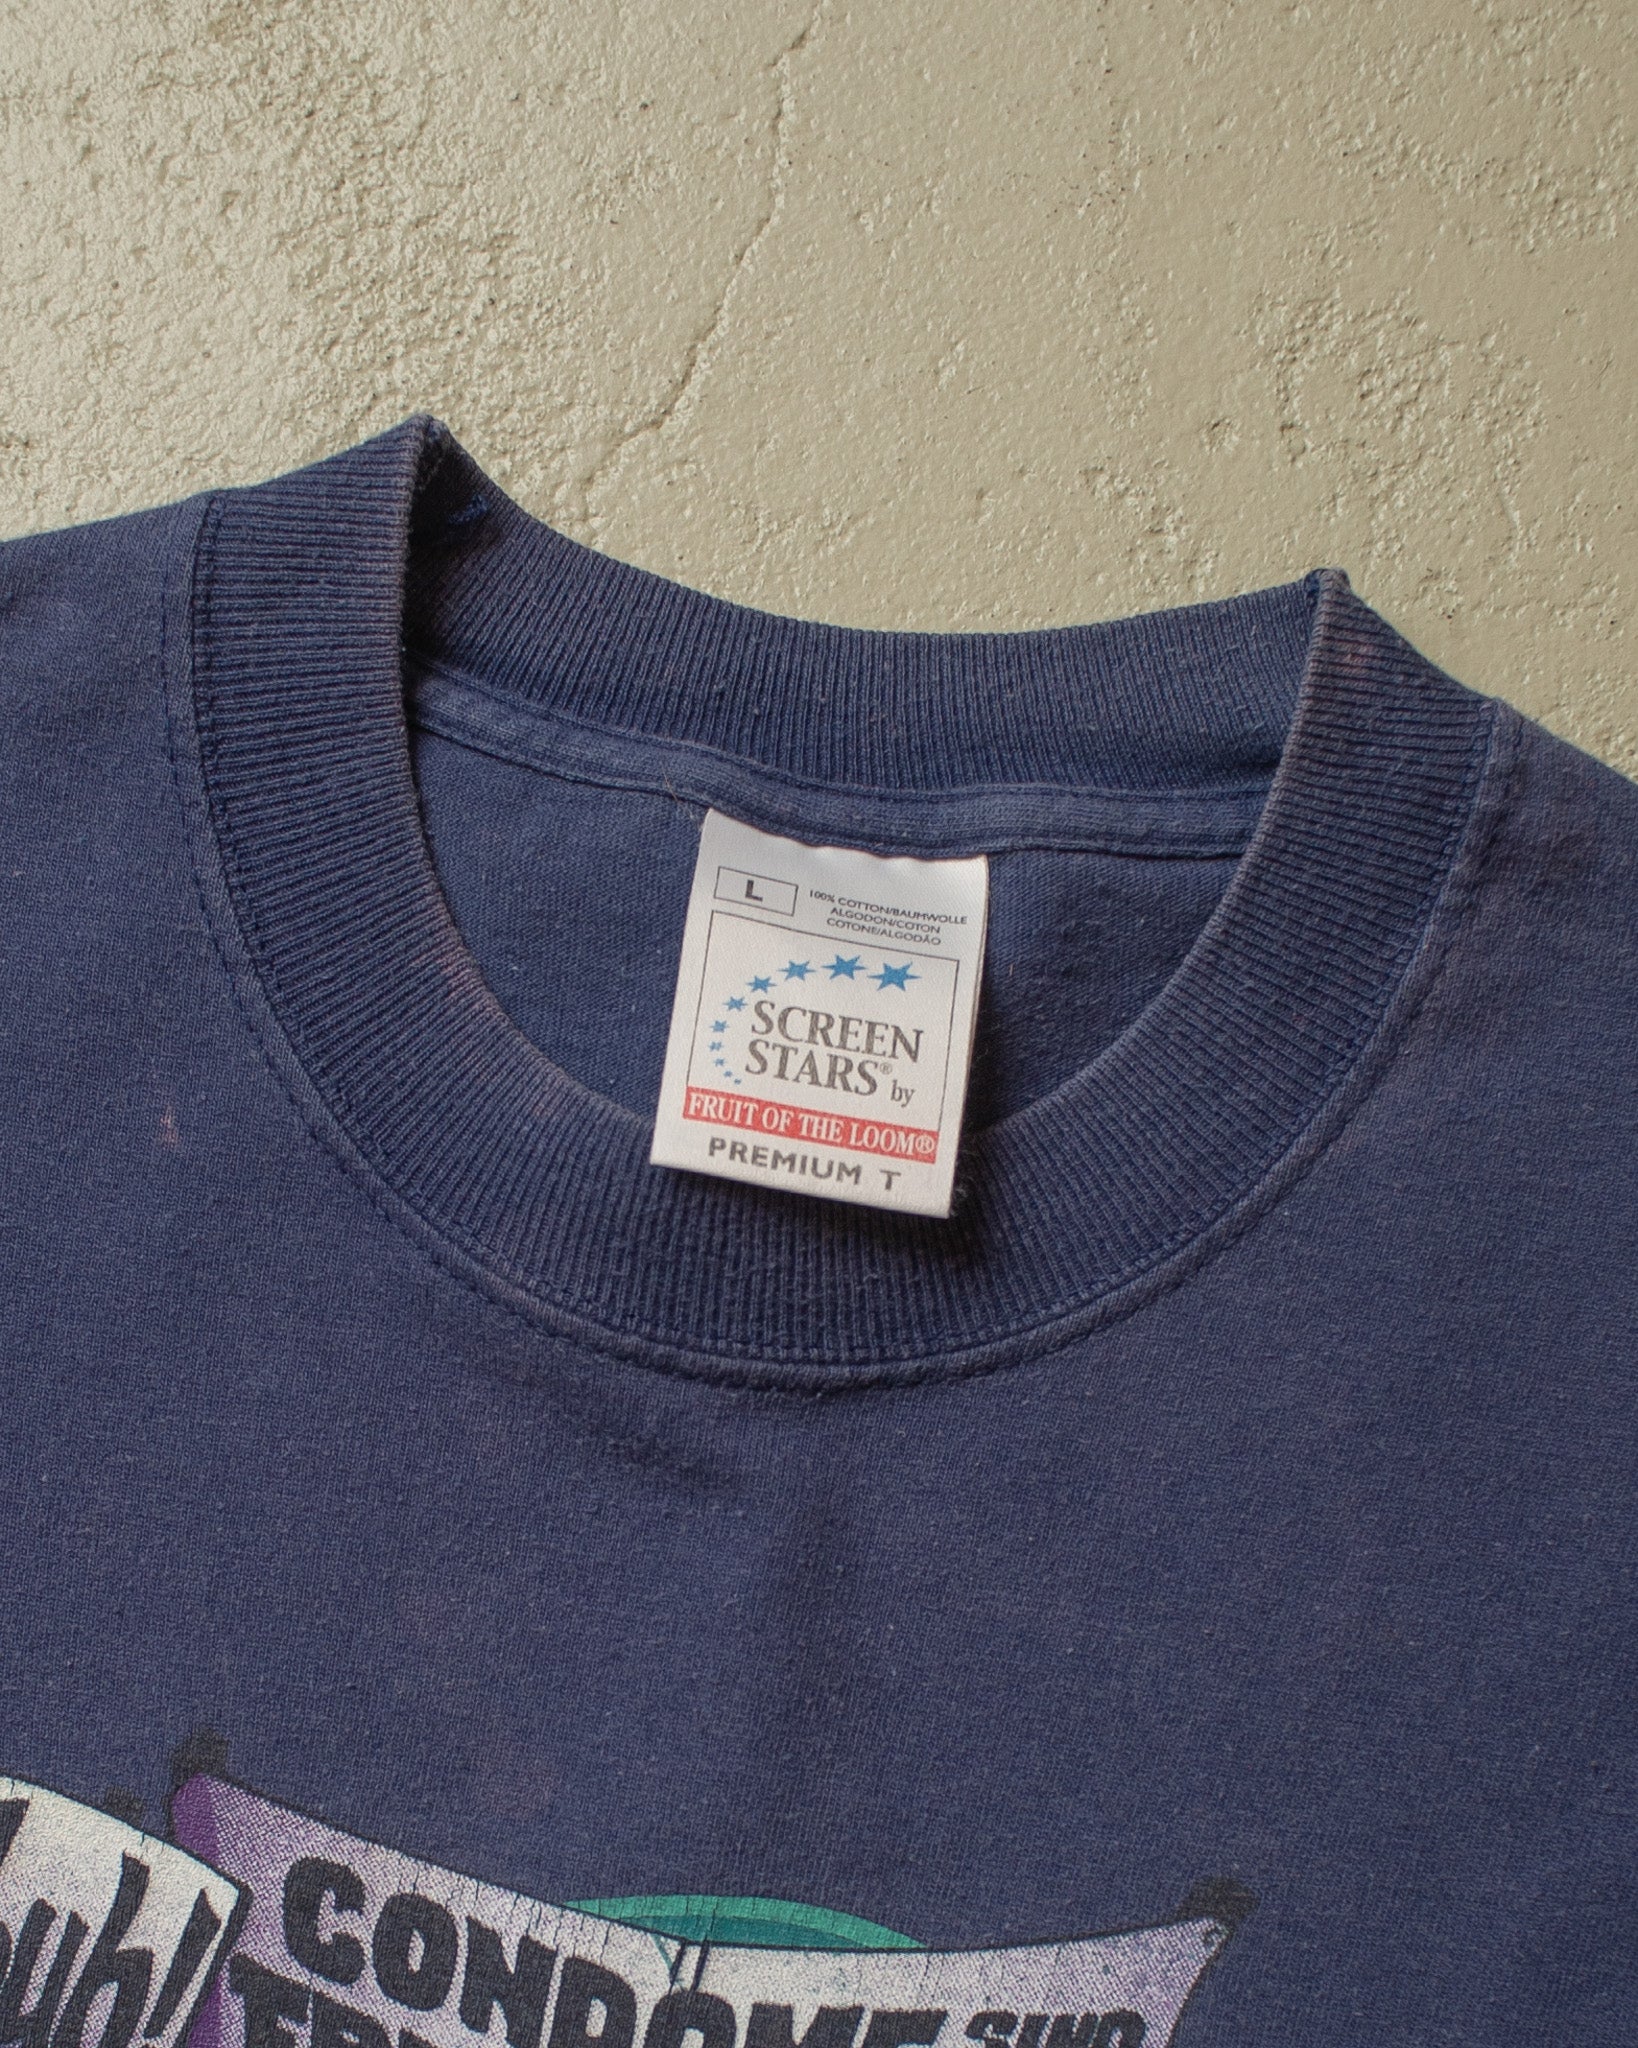 L
100% COTTON/BAUMWOLLE
ALGODON/COTON
COTONE/ALGODÃO
SCREEN
STARS® by
FRUIT OF THE LOOM®
PREMIUM T
CONDOME SIND